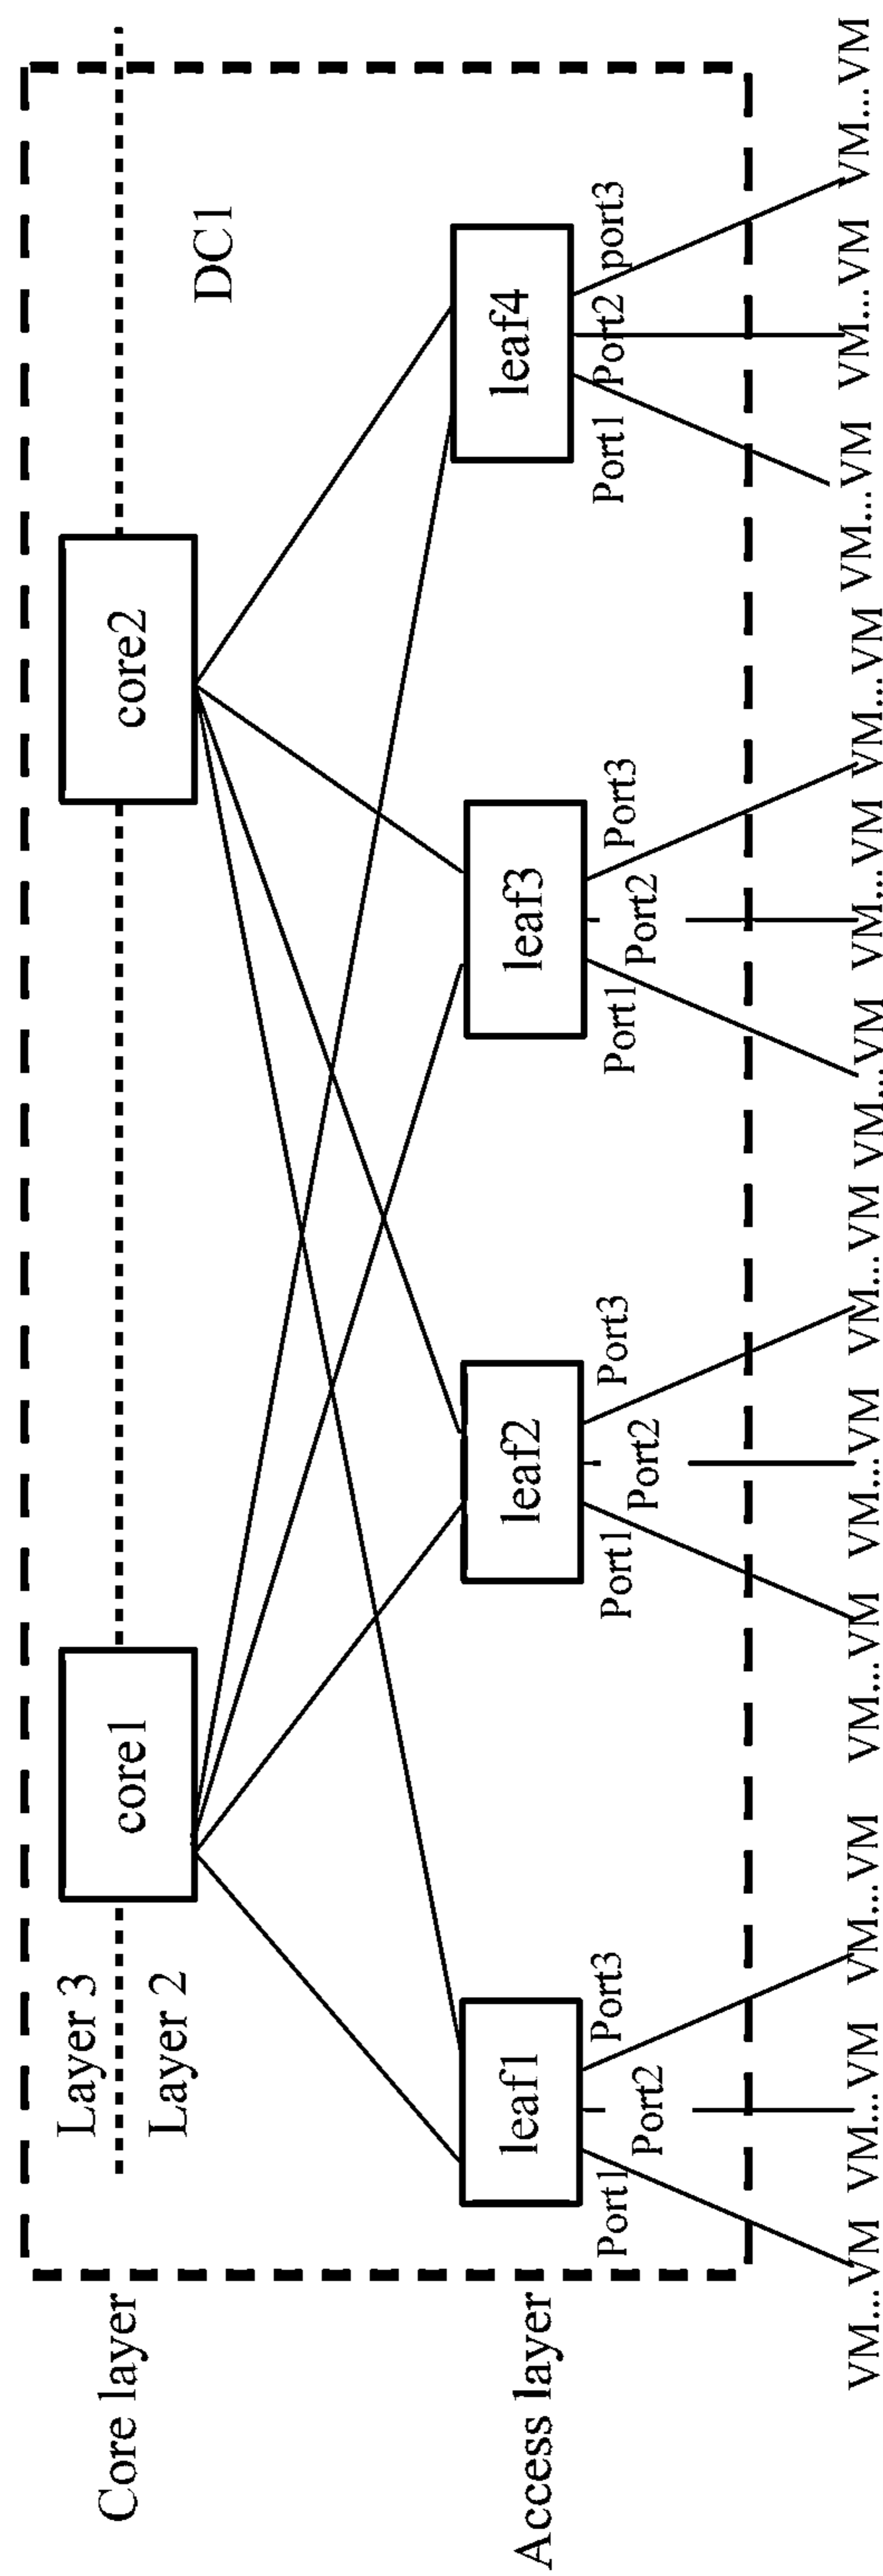 Core layer
Layer 3
Layer 2
core1
core2
DC1
Access layer
leaf1
leaf2
leaf3
leaf4
Port1
Port2
Port3
Port1
Port2
Port3
Port1
Port2
Port3
Port1
Port2
port3
VM...VM
VM...VM
VM...VM
VM...VM
VM...VM
VM...VM
VM...VM
VM...VM
VM...VM
VM...VM
VM...VM
VM...VM